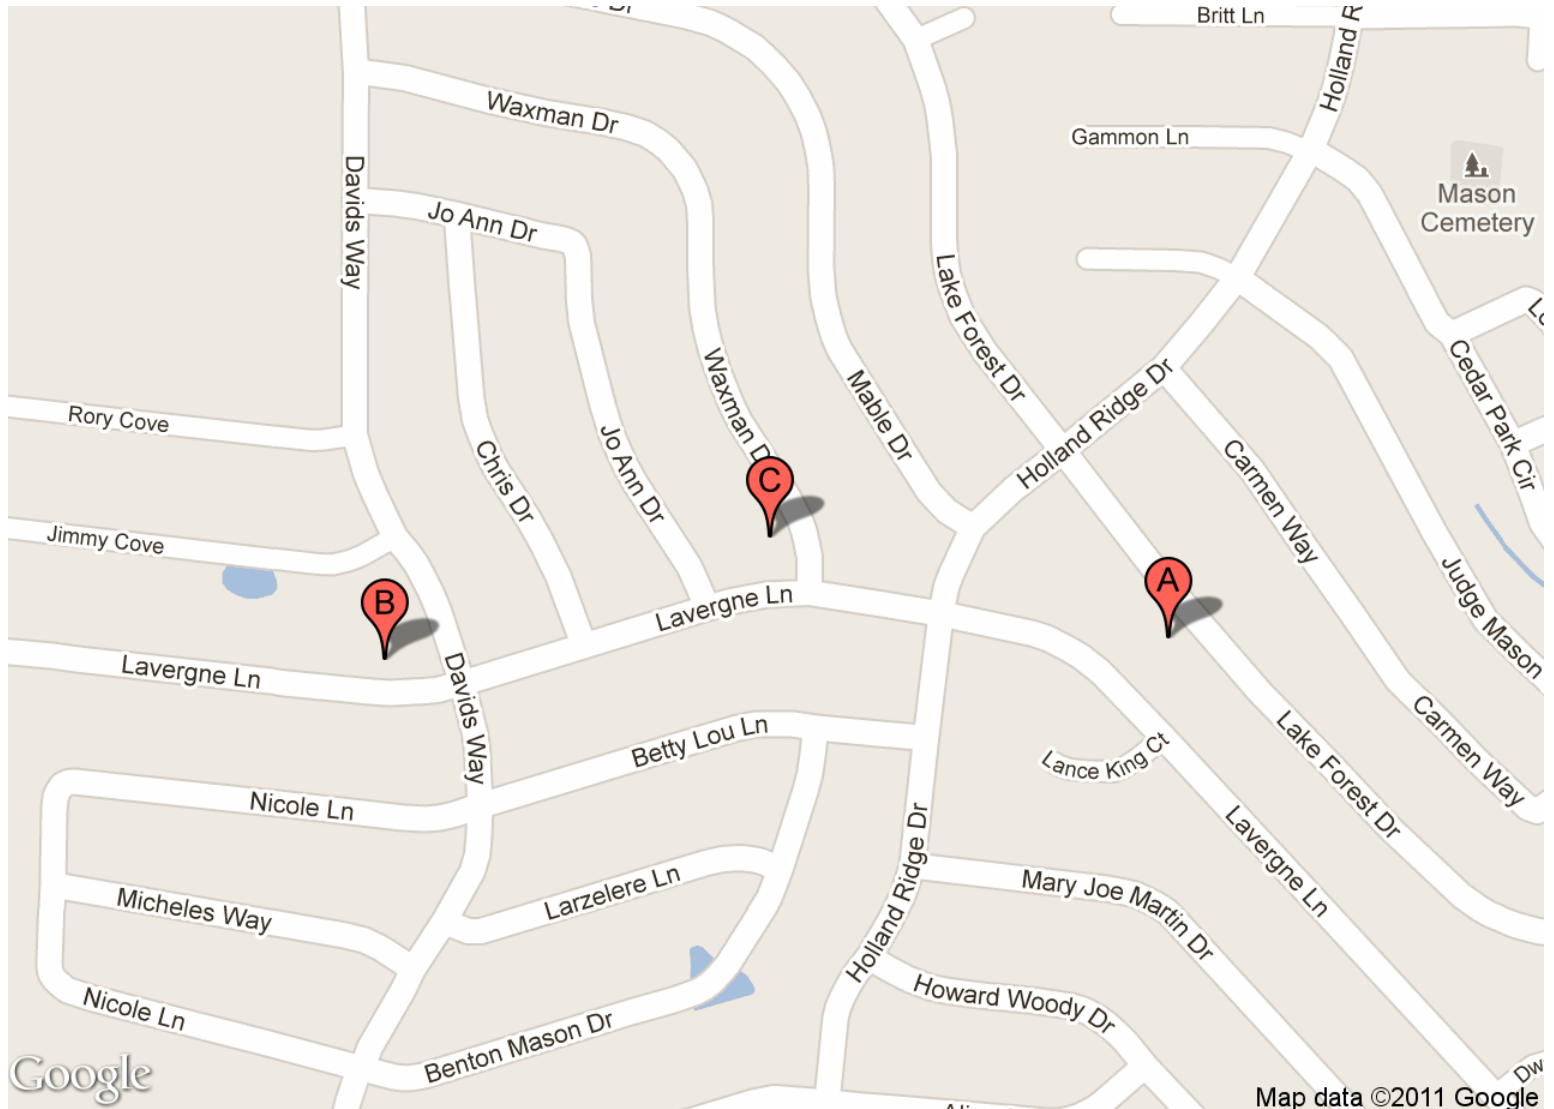 Britt Ln
Holland R
Waxman Dr
Gammon Ln
Mason
Cemetery
Davids Way
Jo Ann Dr
Lake Forest Dr
Waxman D
Mable Dr
Holland Ridge Dr
Cedar Park Cir
Rory Cove
Chris Dr
Jo Ann Dr
Carmen Way
C
Jimmy Cove
A
B
Judge Mason
Lavergne Ln
Lavergne Ln
Davids Way
Betty Lou Ln
Lance King Ct
Lake Forest Dr
Carmen Way
Nicole Ln
Holland Ridge Dr
Lavergne Ln
Larzelere Ln
Mary Joe Martin Dr
Micheles Way
Nicole Ln
Howard Woody Dr
Benton Mason Dr
Google
Map data ©2011 Google